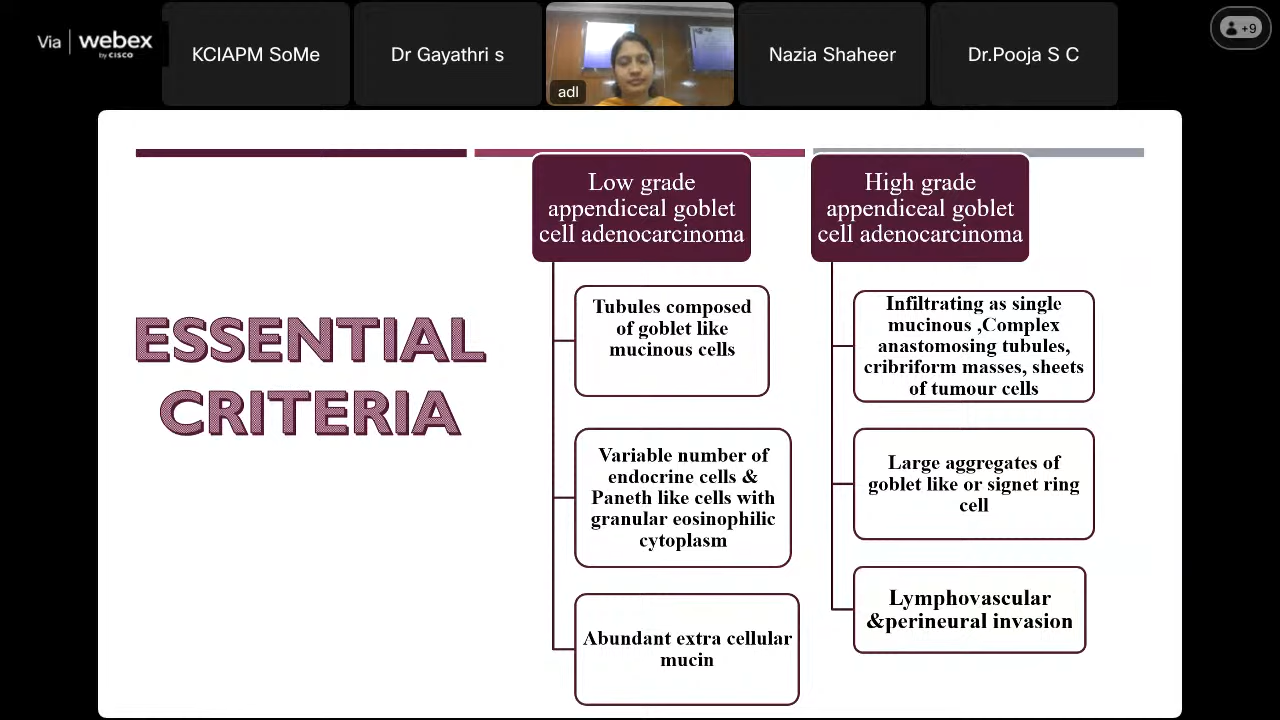 Via webex
by CISCO
KCIAPM SoMe
Dr Gayathri s
adl
Nazia Shaheer
Dr.Pooja S C
+9
ESSENTIAL
CRITERIA
Low grade
appendiceal goblet
cell adenocarcinoma
Tubules composed
of goblet like
mucinous cells
Variable number of
endocrine cells &
Paneth like cells with
granular eosinophilic
cytoplasm
Abundant extra cellular
mucin
High grade
appendiceal goblet
cell adenocarcinoma
Infiltrating as single
mucinous ,Complex
anastomosing tubules,
cribriform masses, sheets
of tumour cells
Large aggregates of
goblet like or signet ring
cell
Lymphovascular
&perineural invasion